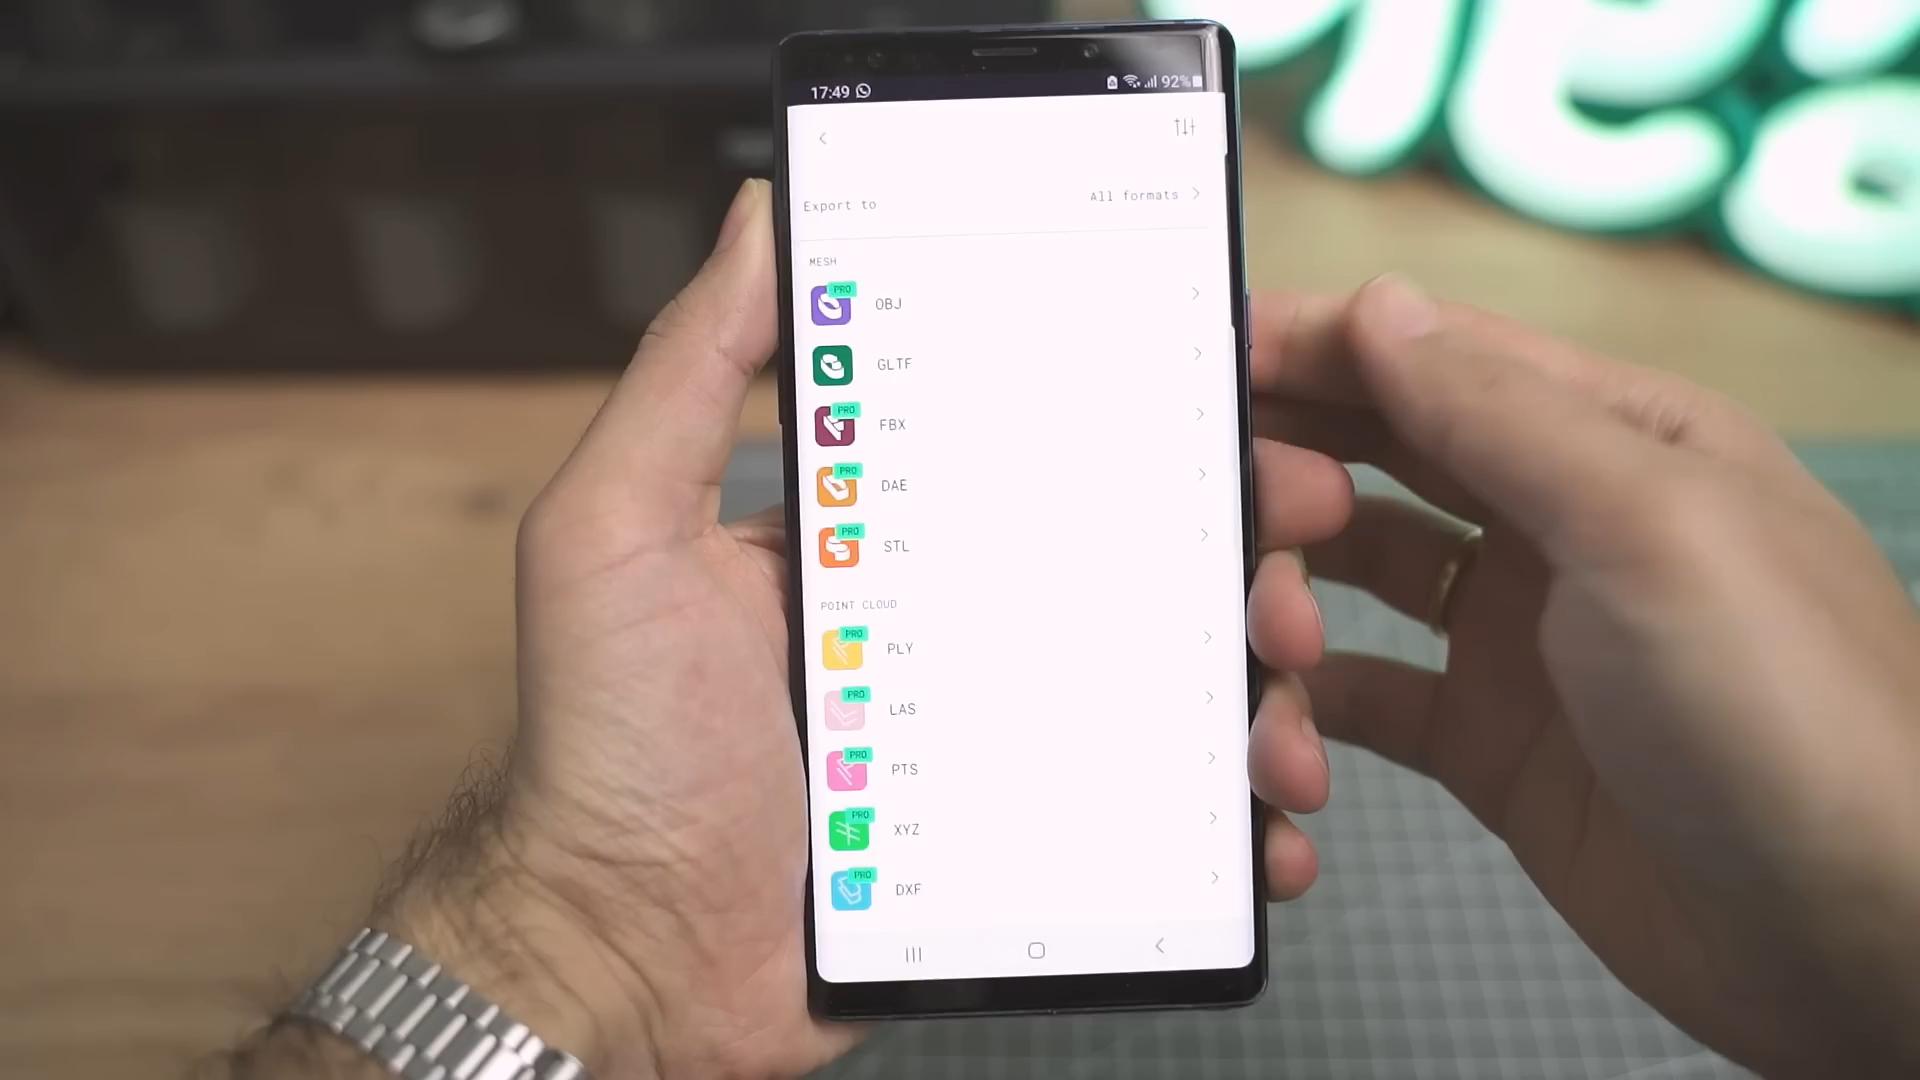 17:49 92%
Export to All formats
MESH
PRO
OBJ
GLTF
PRO
FBX
PRO
DAE
PRO
STL
POINT CLOUD
PRO
PLY
PRO
LAS
PRO
PTS
PRO
XYZ
PRO
DXF